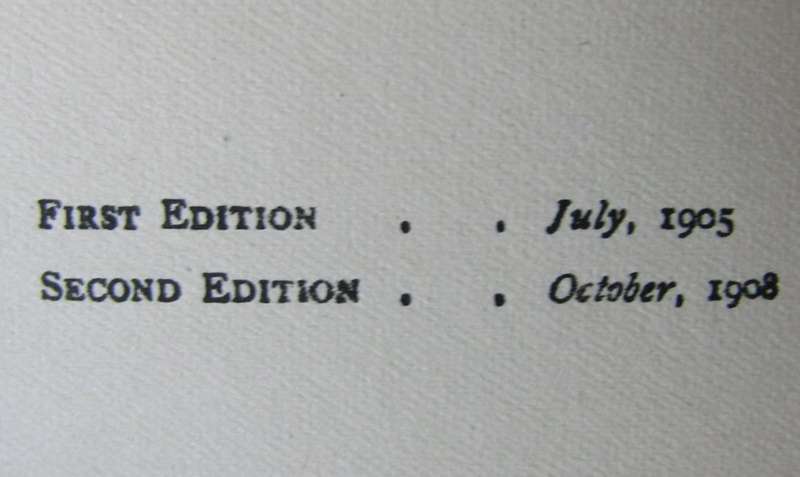 First Edition . . July, 1905
Second Edition . . October, 1908